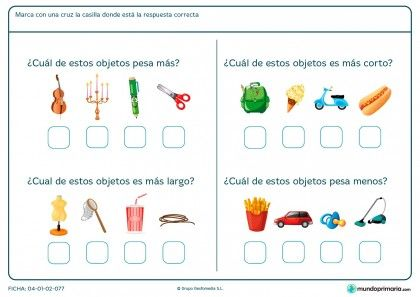 Marca con una cruz la casilla donde está la respuesta correcta
¿Cuál de estos objetos pesa más?
¿Cuál de estos objetos es más corto?
¿Cual de estos objetos es más largo?
¿Cuál de estos objetos pesa menos?
FICHA: 04-01-02-077
© Grupo Gesfomedia S.L.
mundoprimaria.com